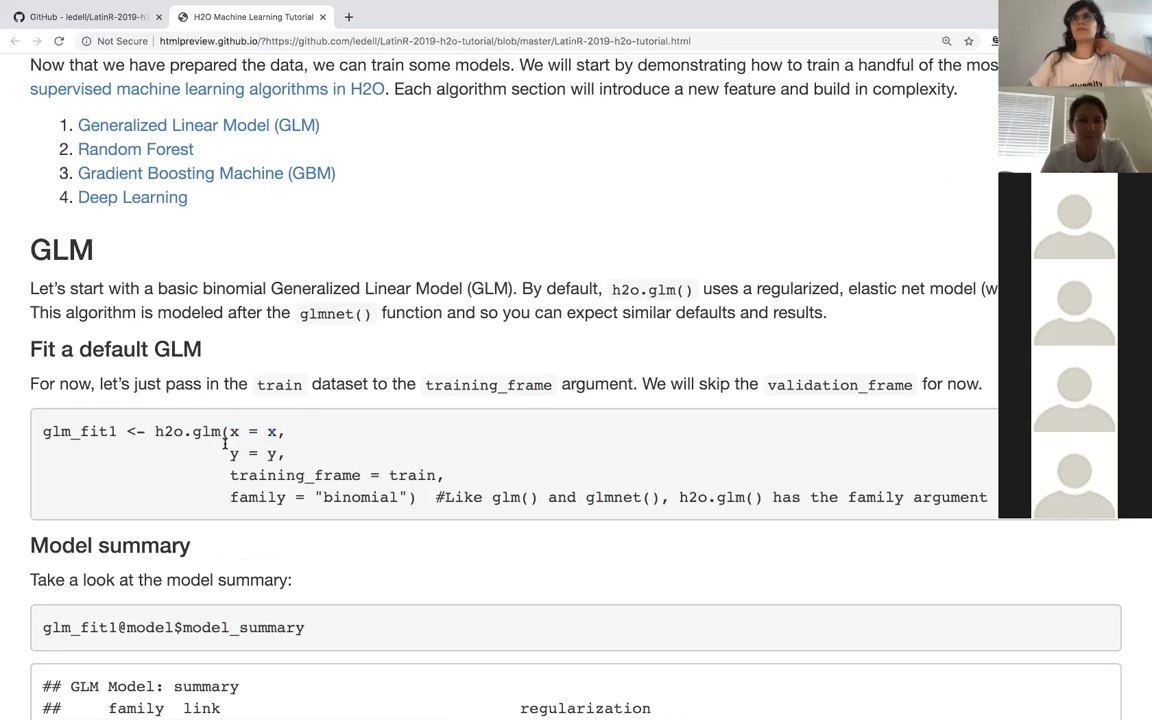 GitHub - ledell/LatinR-2019-h2
H2O Machine Learning Tutorial
Not Secure
htmlpreview.github.io/?https://github.com/ledell/LatinR-2019-h2o-tutorial/blob/master/LatinR-2019-h2o-tutorial.html
Now that we have prepared the data, we can train some models. We will start by demonstrating how to train a handful of the mos
supervised machine learning algorithms in H2O. Each algorithm section will introduce a new feature and build in complexity.
1. Generalized Linear Model (GLM)
2. Random Forest
3. Gradient Boosting Machine (GBM)
4. Deep Learning
GLM
Let's start with a basic binomial Generalized Linear Model (GLM). By default, h2o.glm() uses a regularized, elastic net model (w
This algorithm is modeled after the glmnet() function and so you can expect similar defaults and results.
Fit a default GLM
For now, let's just pass in the train dataset to the training_frame argument. We will skip the validation_frame for now.
glm_fit1 <- h2o.glm(x = x,
y = y,
training_frame = train,
family = "binomial") #Like glm() and glmnet(), h2o.glm() has the family argument
Model summary
Take a look at the model summary:
glm_fit1@model$model_summary
## GLM Model: summary
## family link regularization